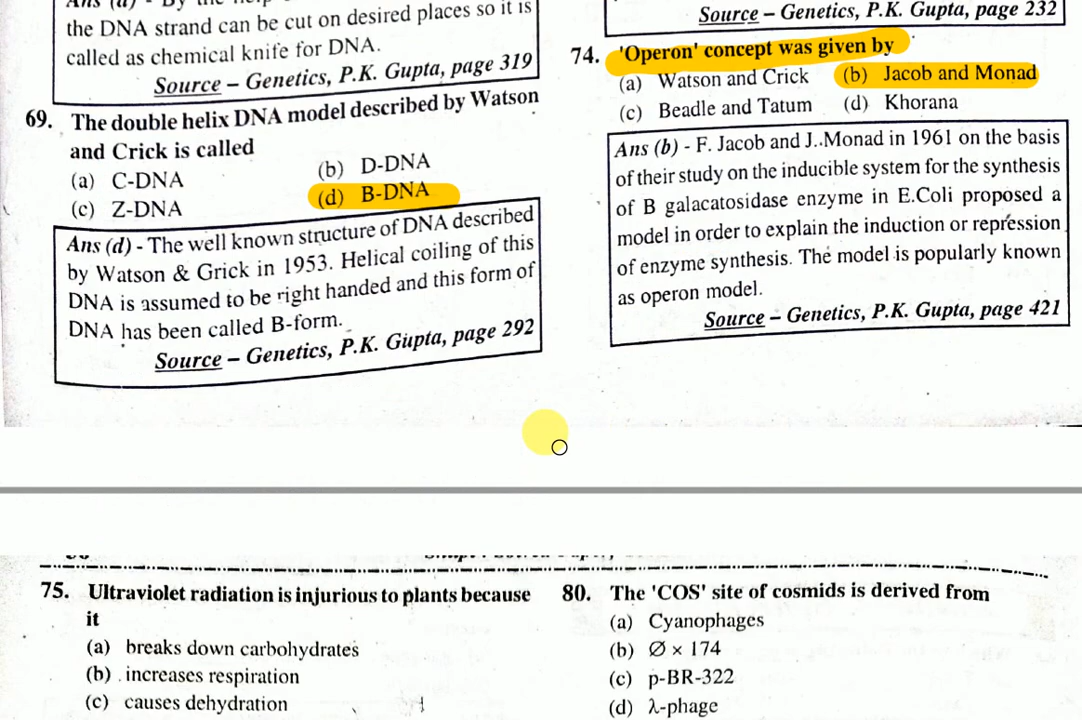 the DNA strand can be cut on desired places so it is
called as chemical knife for DNA.
Source – Genetics, P.K. Gupta, page 319
69. The double helix DNA model described by Watson
and Crick is called
(a) C-DNA (b) D-DNA
(c) Z-DNA (d) B-DNA
Ans (d) - The well known structure of DNA described
by Watson & Grick in 1953. Helical coiling of this
DNA is assumed to be right handed and this form of
DNA has been called B-form.
Source – Genetics, P.K. Gupta, page 292
Source – Genetics, P.K. Gupta, page 232
74. 'Operon' concept was given by
(a) Watson and Crick (b) Jacob and Monad
(c) Beadle and Tatum (d) Khorana
Ans (b) - F. Jacob and J..Monad in 1961 on the basis
of their study on the inducible system for the synthesis
of B galacatosidase enzyme in E.Coli proposed a
model in order to explain the induction or repression
of enzyme synthesis. The model is popularly known
as operon model.
Source – Genetics, P.K. Gupta, page 421
75. Ultraviolet radiation is injurious to plants because
it
(a) breaks down carbohydrates
(b) increases respiration
(c) causes dehydration
80. The 'COS' site of cosmids is derived from
(a) Cyanophages
(b) Ø × 174
(c) p-BR-322
(d) λ-phage